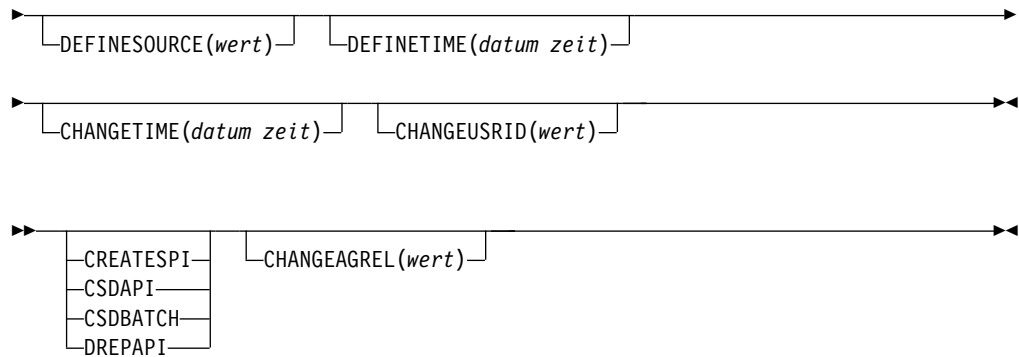 DEFINESOURCE(wert) DEFINETIME(datum zeit)
CHANGETIME(datum zeit) CHANGEUSRID(wert)
CREATESPI CHANGEAGREL(wert)
CSDAPI
CSDBATCH
DREPAPI